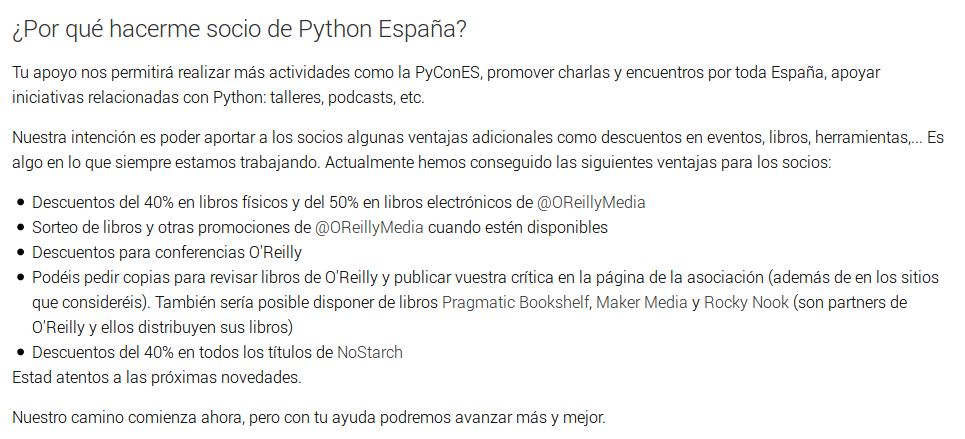 ¿Por qué hacerme socio de Python España?
Tu apoyo nos permitirá realizar más actividades como la PyConES, promover charlas y encuentros por toda España, apoyar
iniciativas relacionadas con Python: talleres, podcasts, etc.
Nuestra intención es poder aportar a los socios algunas ventajas adicionales como descuentos en eventos, libros, herramientas,... Es
algo en lo que siempre estamos trabajando. Actualmente hemos conseguido las siguientes ventajas para los socios:
• Descuentos del 40% en libros físicos y del 50% en libros electrónicos de @OReillyMedia
• Sorteo de libros y otras promociones de @OReillyMedia cuando estén disponibles
• Descuentos para conferencias O'Reilly
• Podéis pedir copias para revisar libros de O'Reilly y publicar vuestra crítica en la página de la asociación (además de en los sitios
que consideréis). También sería posible disponer de libros Pragmatic Bookshelf, Maker Media y Rocky Nook (son partners de
O'Reilly y ellos distribuyen sus libros)
• Descuentos del 40% en todos los títulos de NoStarch
Estad atentos a las próximas novedades.
Nuestro camino comienza ahora, pero con tu ayuda podremos avanzar más y mejor.